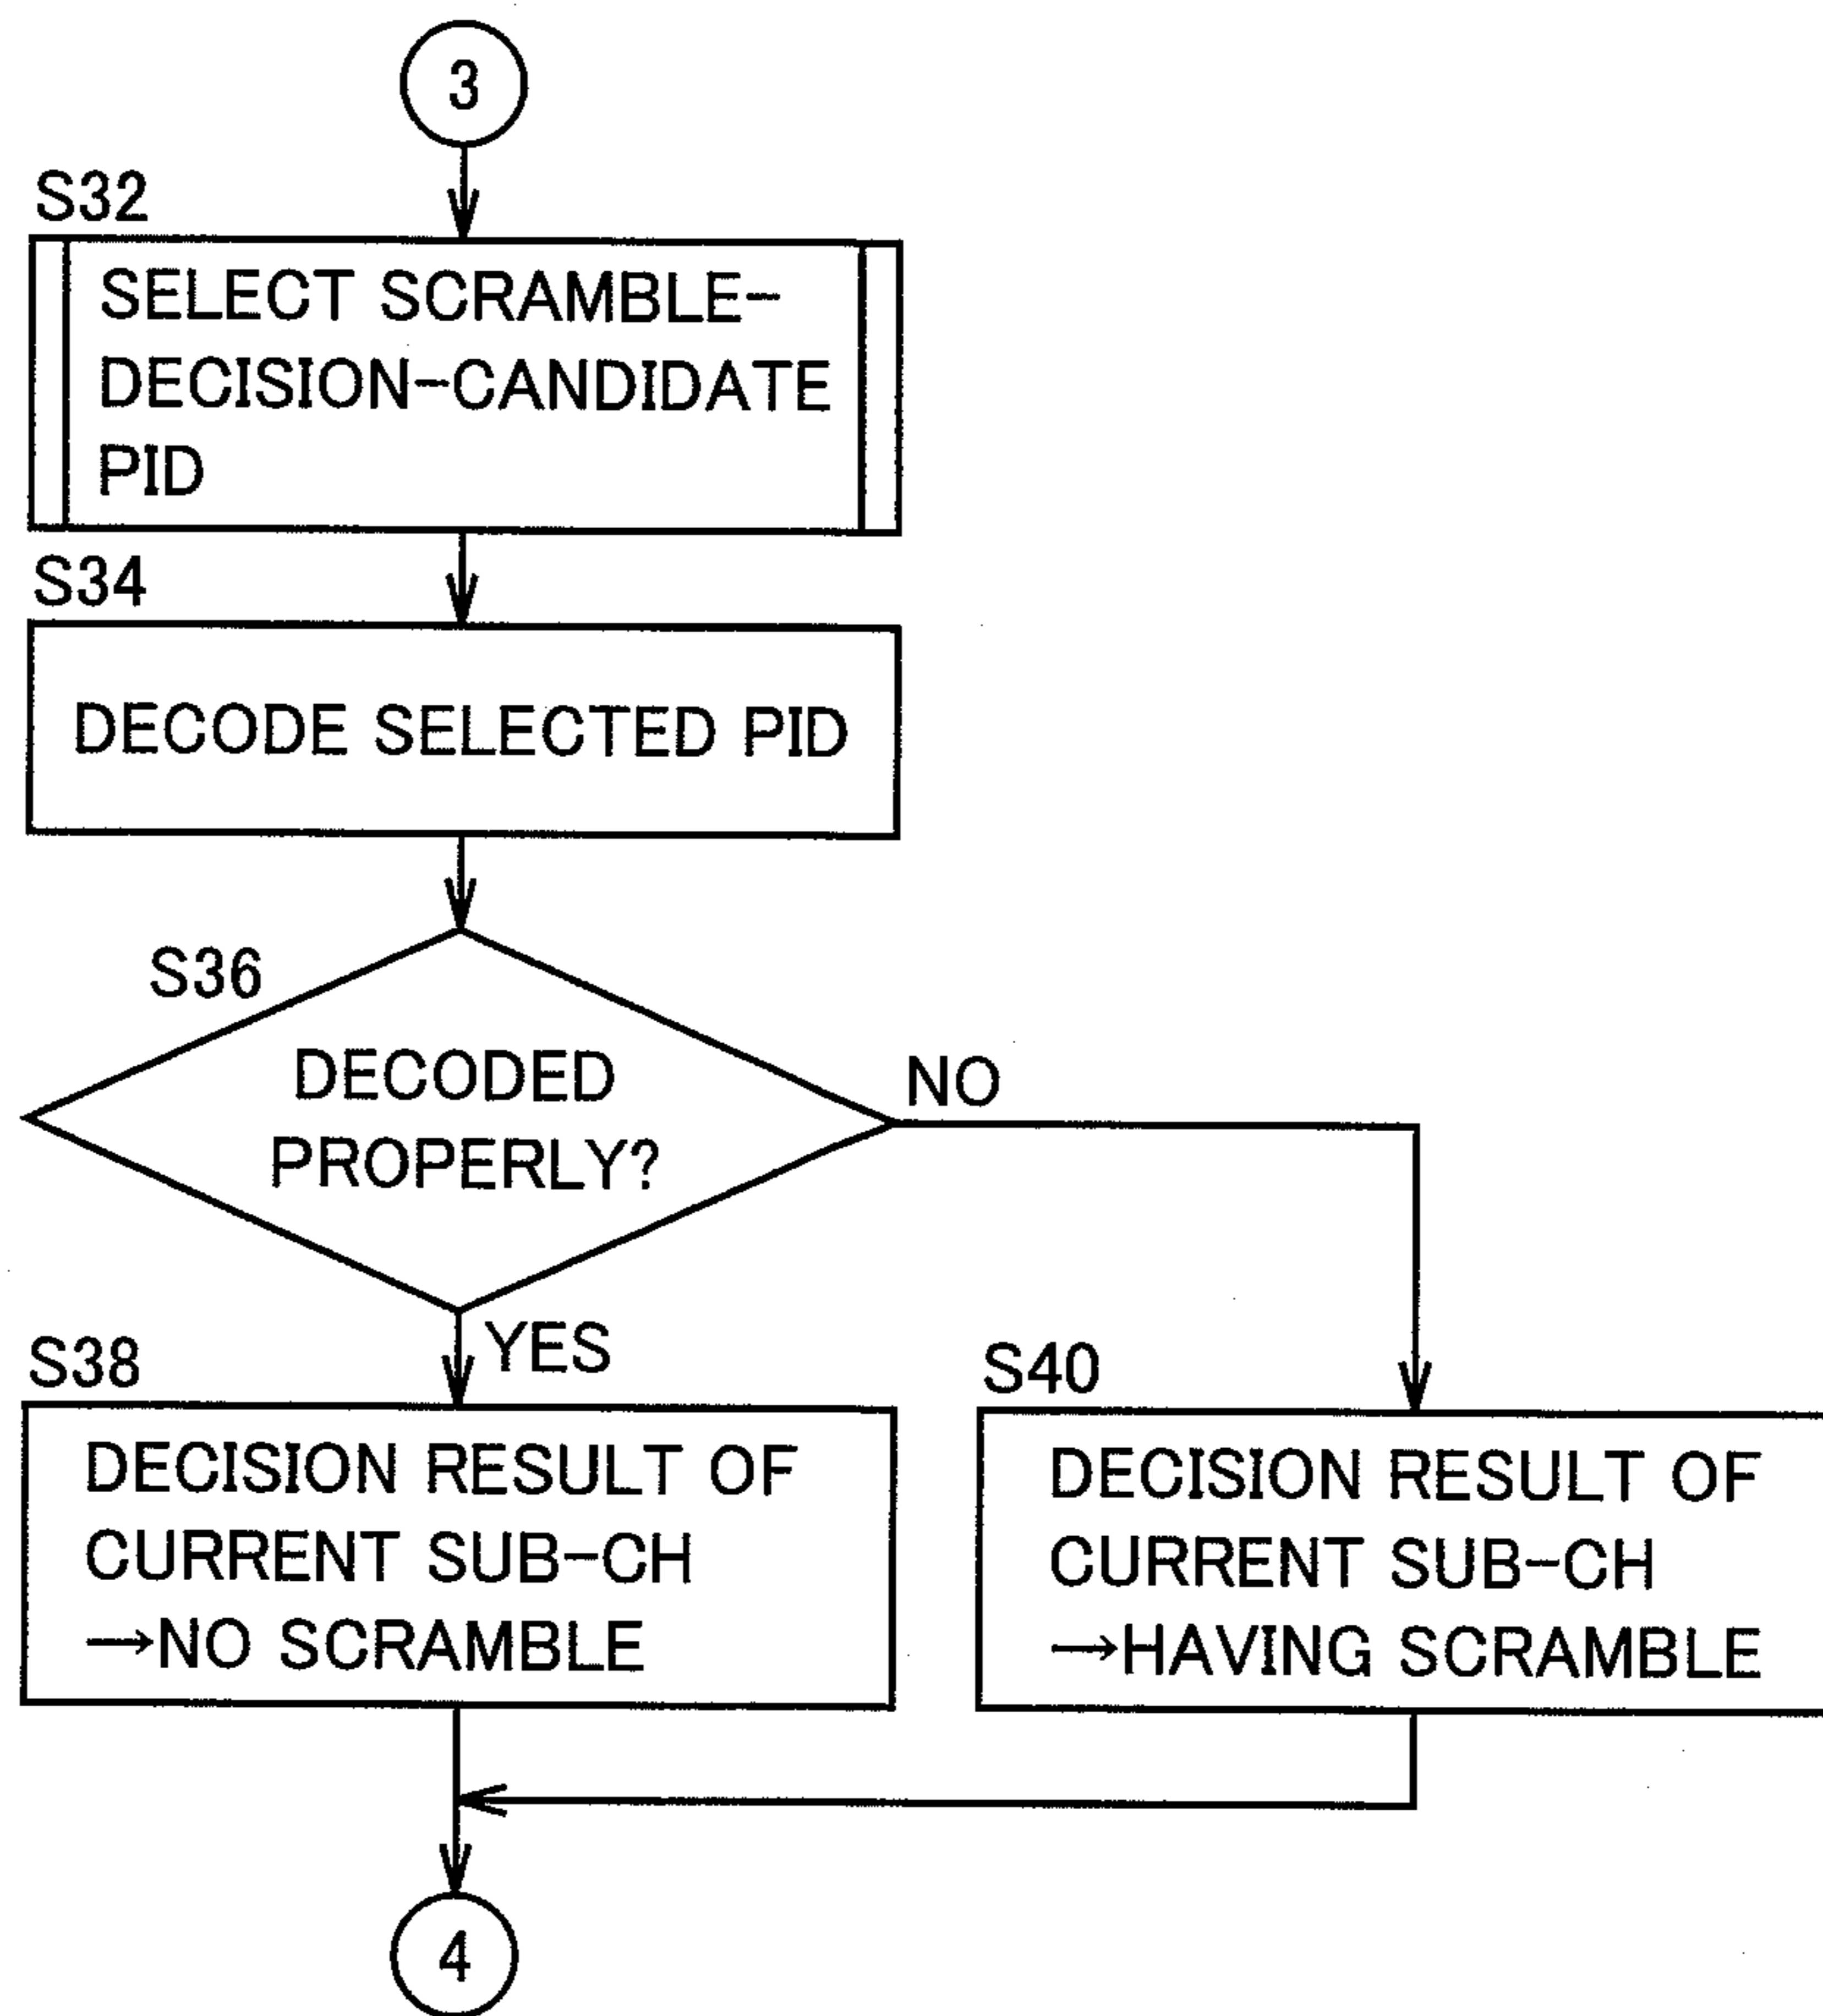 3
S32
SELECT SCRAMBLE-
DECISION-CANDIDATE
PID
S34
DECODE SELECTED PID
S36
DECODED
PROPERLY?
NO
YES
S38
DECISION RESULT OF
CURRENT SUB-CH
→NO SCRAMBLE
S40
DECISION RESULT OF
CURRENT SUB-CH
→HAVING SCRAMBLE
4